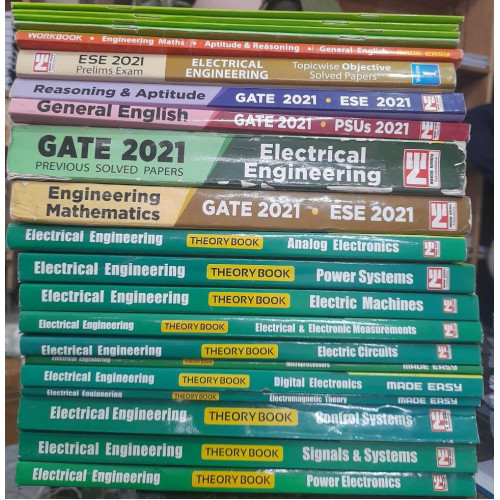 WORKBOOK • Engineering Maths • Aptitude & Reasoning • General English MADE EASY
ESE 2021 ELECTRICAL Topicwise Objective
Prelims Exam ENGINEERING Solved Papers
Reasoning & Aptitude GATE 2021 • ESE 2021
General English GATE 2021 • PSUs 2021
GATE 2021 Electrical
PREVIOUS SOLVED PAPERS Engineering
Engineering
Mathematics GATE 2021 • ESE 2021
Electrical Engineering THEORY BOOK Analog Electronics
Electrical Engineering THEORY BOOK Power Systems
Electrical Engineering THEORY BOOK Electric Machines
Electrical Engineering THEORY BOOK Electrical & Electronic Measurements
Electrical Engineering THEORY BOOK Electric Circuits
Electrical Engineering THEORY BOOK Microprocessors MADE EASY
Electrical Engineering THEORY BOOK Digital Electronics MADE EASY
Electrical Engineering THEORY BOOK Electromagnetic Theory MADE EASY
Electrical Engineering THEORY BOOK Control Systems
Electrical Engineering THEORY BOOK Signals & Systems
Electrical Engineering THEORY BOOK Power Electronics